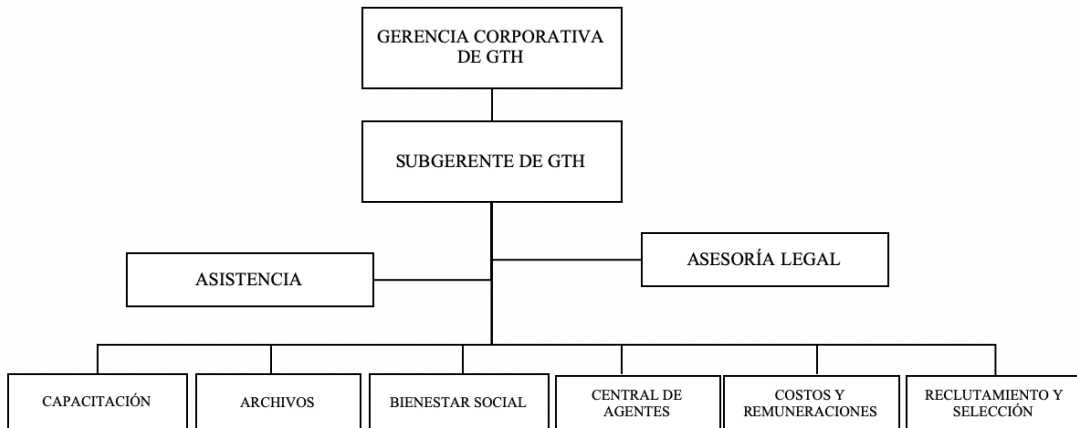 GERENCIA CORPORATIVA
DE GTH
SUBGERENTE DE GTH
ASESORÍA LEGAL
ASISTENCIA
CAPACITACIÓN
ARCHIVOS
BIENESTAR SOCIAL
CENTRAL DE
AGENTES
COSTOS Y
REMUNERACIONES
RECLUTAMIENTO Y
SELECCIÓN